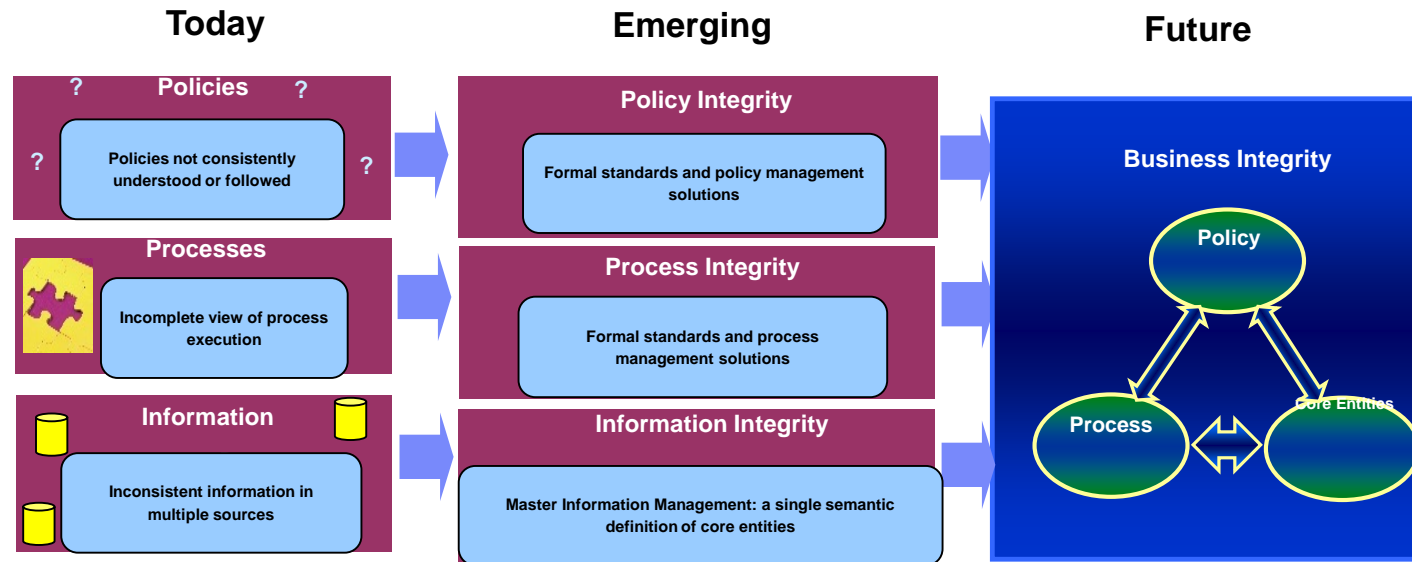 Today
Emerging
Future
? Policies ?
? ?
Policies not consistently
understood or followed
Policy Integrity
Formal standards and policy management
solutions
Processes
Incomplete view of process
execution
Process Integrity
Formal standards and process
management solutions
Information
Inconsistent information in
multiple sources
Information Integrity
Master Information Management: a single semantic
definition of core entities
Business Integrity
Policy
Process
Core Entities